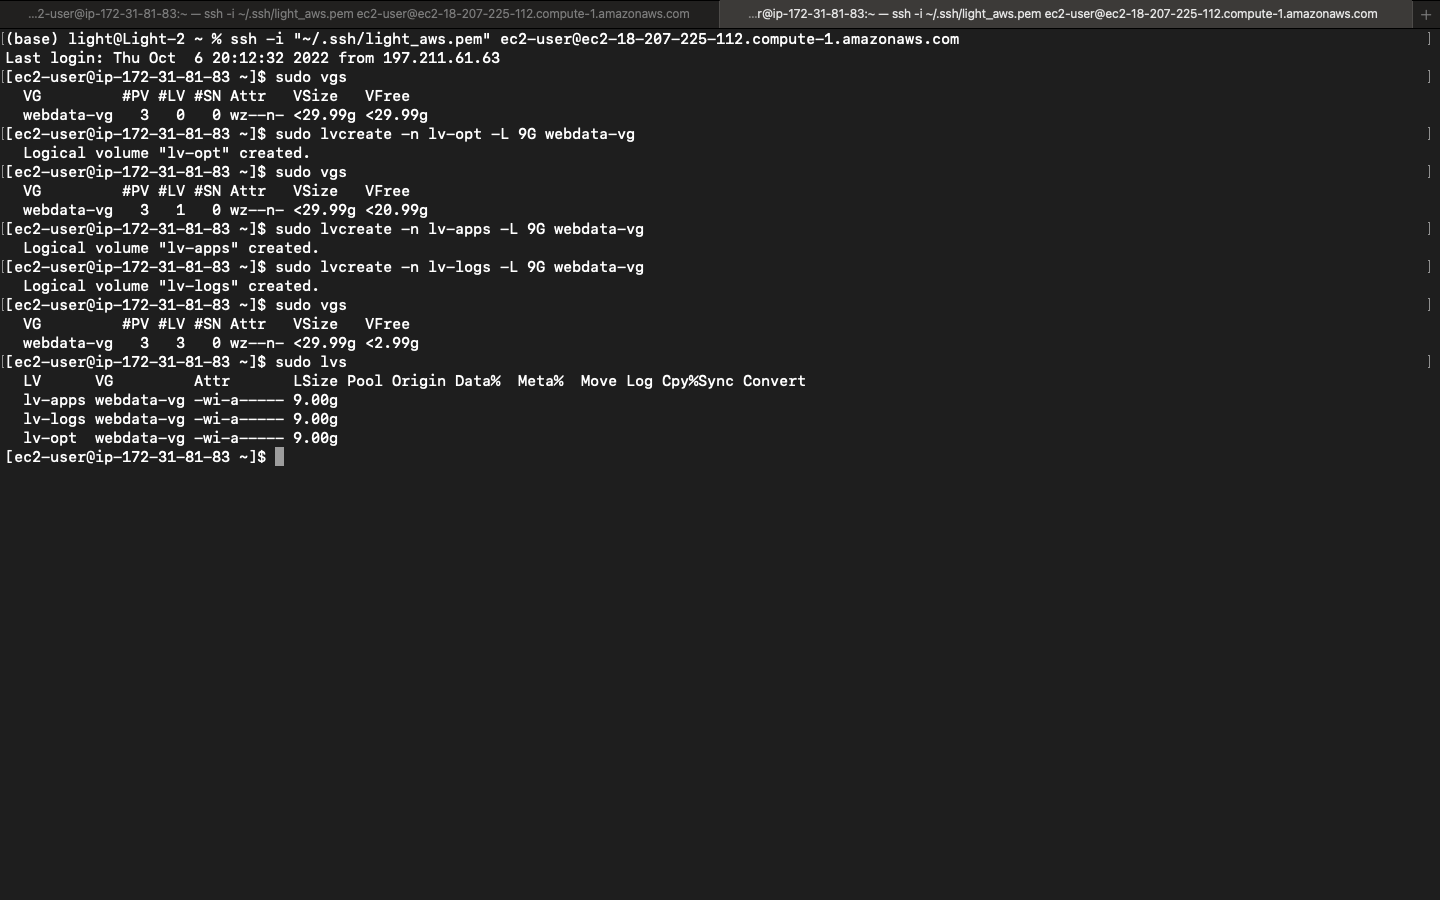 ...2-user@ip-172-31-81-83:~ — ssh -i ~/.ssh/light_aws.pem ec2-user@ec2-18-207-225-112.compute-1.amazonaws.com
...r@ip-172-31-81-83:~ — ssh -i ~/.ssh/light_aws.pem ec2-user@ec2-18-207-225-112.compute-1.amazonaws.com +
[(base) light@Light-2 ~ % ssh -i "~/.ssh/light_aws.pem" ec2-user@ec2-18-207-225-112.compute-1.amazonaws.com ]
Last login: Thu Oct  6 20:12:32 2022 from 197.211.61.63
[[ec2-user@ip-172-31-81-83 ~]$ sudo vgs ]
  VG         #PV #LV #SN Attr   VSize   VFree
  webdata-vg   3   0   0 wz--n- <29.99g <29.99g
[[ec2-user@ip-172-31-81-83 ~]$ sudo lvcreate -n lv-opt -L 9G webdata-vg ]
  Logical volume "lv-opt" created.
[[ec2-user@ip-172-31-81-83 ~]$ sudo vgs ]
  VG         #PV #LV #SN Attr   VSize   VFree
  webdata-vg   3   1   0 wz--n- <29.99g <20.99g
[[ec2-user@ip-172-31-81-83 ~]$ sudo lvcreate -n lv-apps -L 9G webdata-vg ]
  Logical volume "lv-apps" created.
[[ec2-user@ip-172-31-81-83 ~]$ sudo lvcreate -n lv-logs -L 9G webdata-vg ]
  Logical volume "lv-logs" created.
[[ec2-user@ip-172-31-81-83 ~]$ sudo vgs ]
  VG         #PV #LV #SN Attr   VSize   VFree
  webdata-vg   3   3   0 wz--n- <29.99g <2.99g
[[ec2-user@ip-172-31-81-83 ~]$ sudo lvs ]
  LV      VG         Attr       LSize Pool Origin Data%  Meta%  Move Log Cpy%Sync Convert
  lv-apps webdata-vg -wi-a----- 9.00g
  lv-logs webdata-vg -wi-a----- 9.00g
  lv-opt  webdata-vg -wi-a----- 9.00g
[ec2-user@ip-172-31-81-83 ~]$